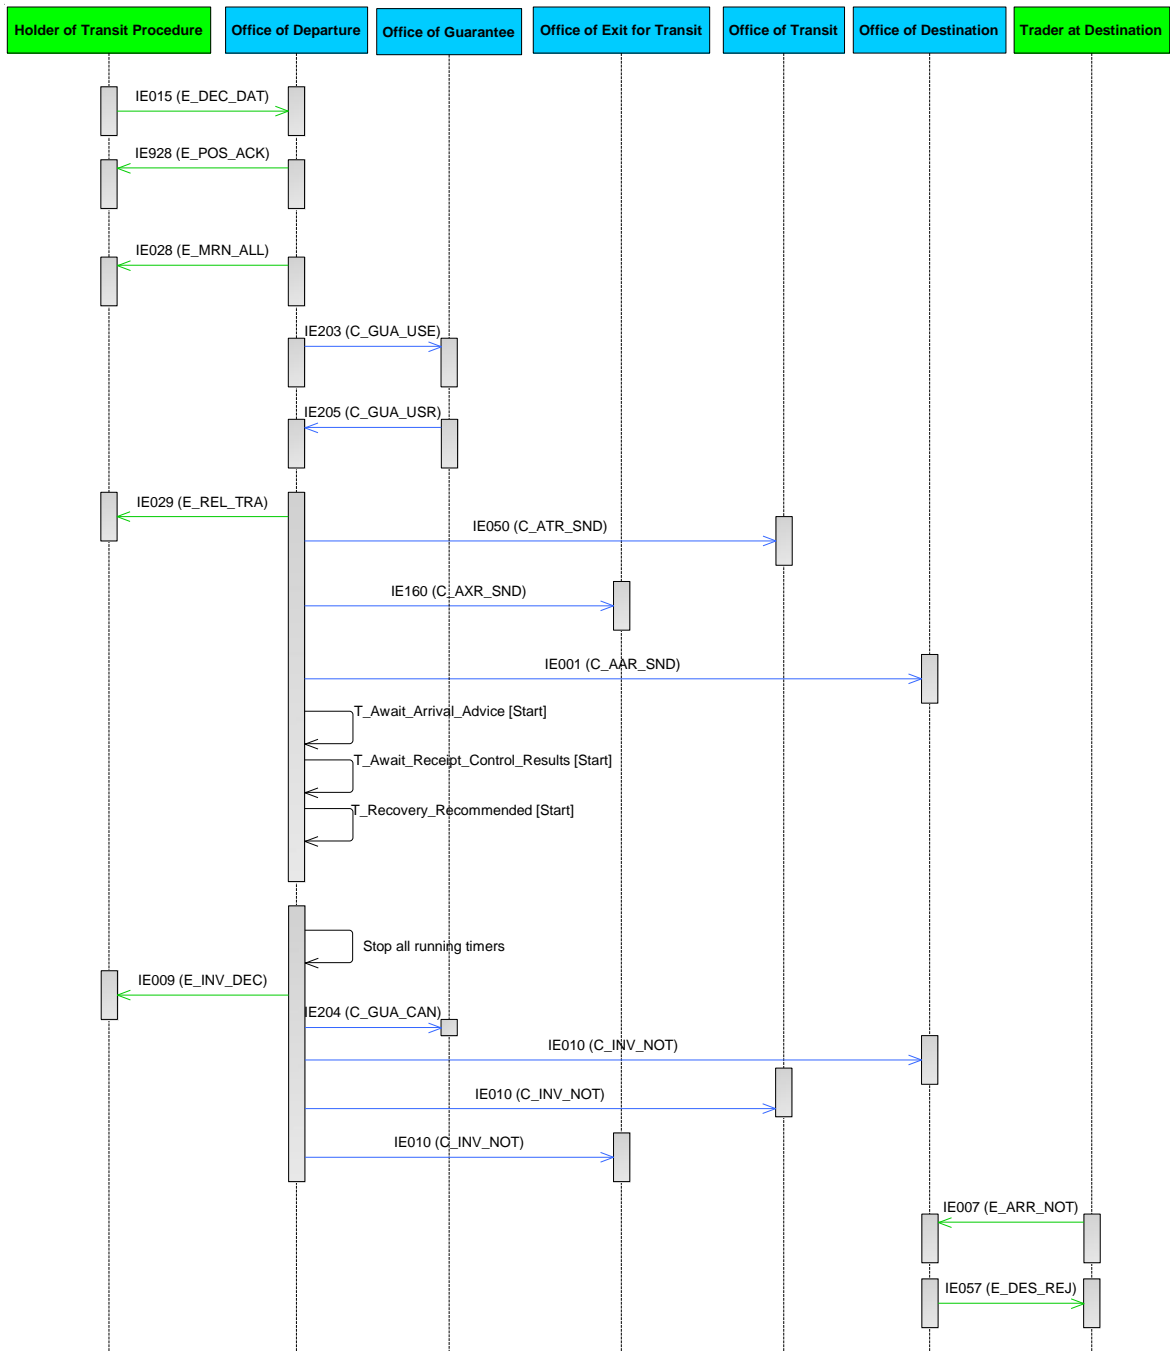 Holder of Transit Procedure
Office of Departure
Office of Guarantee
Office of Exit for Transit
Office of Transit
Office of Destination
Trader at Destination
IE015 (E_DEC_DAT)
IE928 (E_POS_ACK)
IE028 (E_MRN_ALL)
IE203 (C_GUA_USE)
IE205 (C_GUA_USR)
IE029 (E_REL_TRA)
IE050 (C_ATR_SND)
IE160 (C_AXR_SND)
IE001 (C_AAR_SND)
T_Await_Arrival_Advice [Start]
T_Await_Receipt_Control_Results [Start]
T_Recovery_Recommended [Start]
Stop all running timers
IE009 (E_INV_DEC)
IE204 (C_GUA_CAN)
IE010 (C_INV_NOT)
IE010 (C_INV_NOT)
IE010 (C_INV_NOT)
IE007 (E_ARR_NOT)
IE057 (E_DES_REJ)